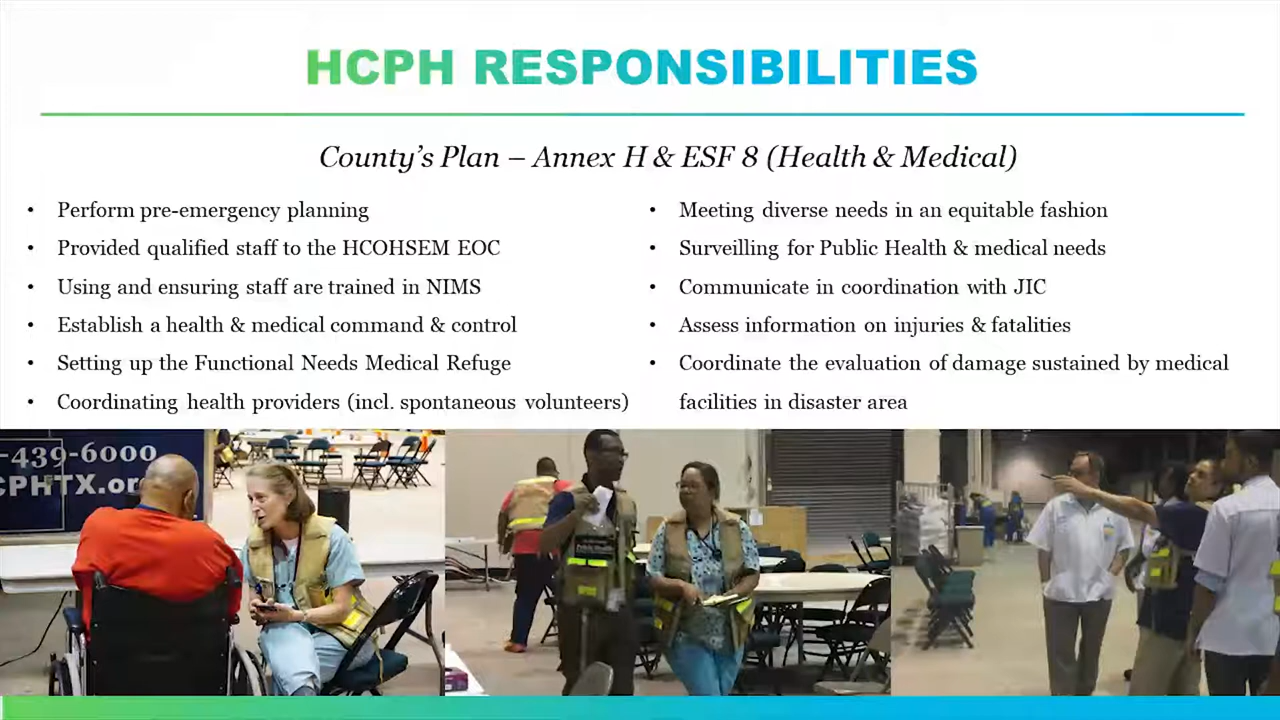 HCPH RESPONSIBILITIES
County's Plan – Annex H & ESF 8 (Health & Medical)
• Perform pre-emergency planning
• Provided qualified staff to the HCOHSEM EOC
• Using and ensuring staff are trained in NIMS
• Establish a health & medical command & control
• Setting up the Functional Needs Medical Refuge
• Coordinating health providers (incl. spontaneous volunteers)
• Meeting diverse needs in an equitable fashion
• Surveilling for Public Health & medical needs
• Communicate in coordination with JIC
• Assess information on injuries & fatalities
• Coordinate the evaluation of damage sustained by medical
facilities in disaster area
-439-6000
CPHTX.org
Public Health